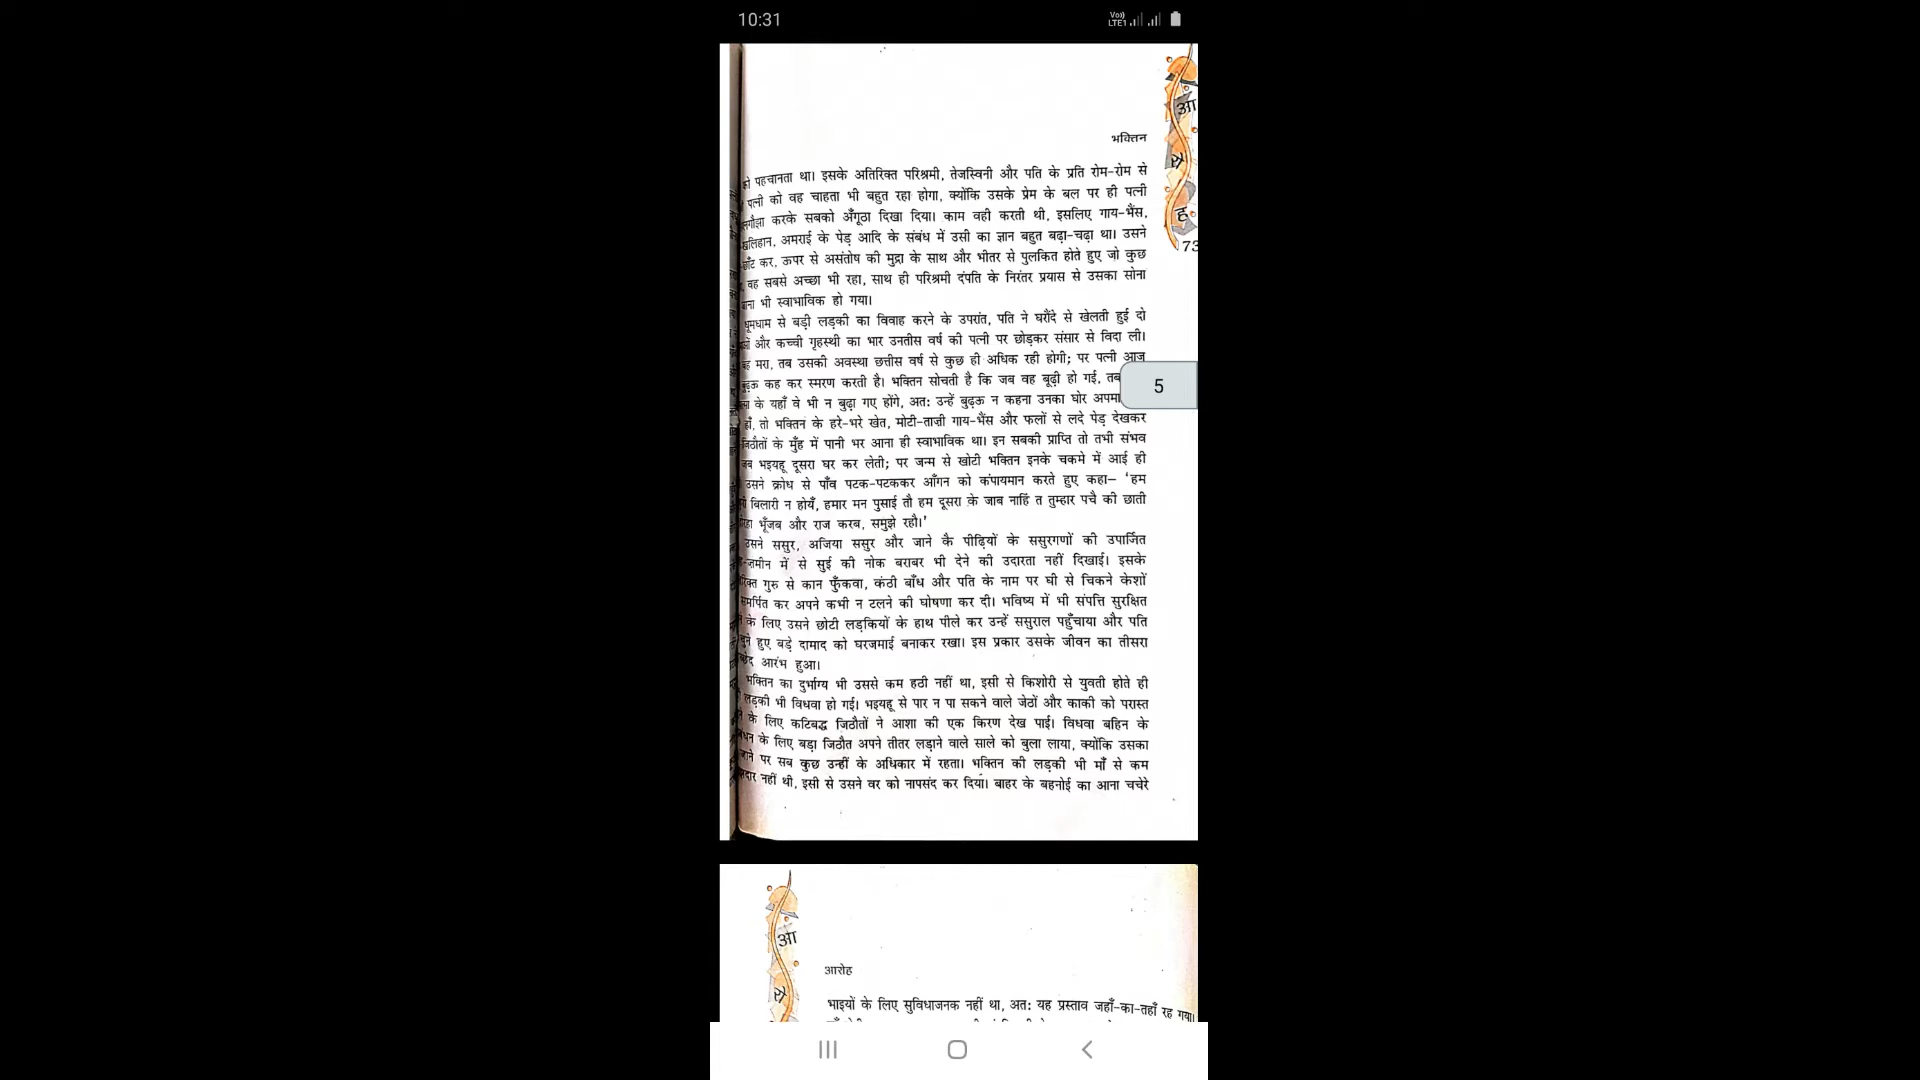 10:31
Vo)) LTE1
आ
रो
ह
73
भक्तिन
को पहचानता था। इसके अतिरिक्त परिश्रमी, तेजस्विनी और पति के प्रति रोम-रोम से
पत्नी को वह चाहता भी बहुत रहा होगा, क्योंकि उसके प्रेम के बल पर ही पत्नी
करके सबको अँगूठा दिखा दिया। काम वही करती थी, इसलिए गाय-भैंस,
खलिहान, अमराई के पेड़ आदि के संबंध में उसी का ज्ञान बहुत बढ़ा-चढ़ा था। उसने
छाँट कर, ऊपर से असंतोष की मुद्रा के साथ और भीतर से पुलकित होते हुए जो कुछ
वह सबसे अच्छा भी रहा, साथ ही परिश्रमी दंपति के निरंतर प्रयास से उसका सोना
भी स्वाभाविक हो गया।
धूमधाम से बड़ी लड़की का विवाह करने के उपरांत, पति ने घरौंदे से खेलती हुई दो
और कच्ची गृहस्थी का भार उनतीस वर्ष की पत्नी पर छोड़कर संसार से विदा ली।
मरा, तब उसकी अवस्था छत्तीस वर्ष से कुछ ही अधिक रही होगी; पर पत्नी आज
बुढ़ऊ कह कर स्मरण करती है। भक्तिन सोचती है कि जब वह बूढ़ी हो गई, तब
के यहाँ वे भी न बुढ़ा गए होंगे, अतः उन्हें बुढ़ऊ न कहना उनका घोर
5
हाँ, तो भक्तिन के हरे-भरे खेत, मोटी-ताज़ी गाय-भैंस और फलों से लदे पेड़ देखकर
जिठौतों के मुँह में पानी भर आना ही स्वाभाविक था। इन सबकी प्राप्ति तो तभी संभव
जब भइयहू दूसरा घर कर लेती; पर जन्म से खोटी भक्तिन इनके चकमे में आई ही
उसने क्रोध से पाँव पटक-पटककर आँगन को कंपायमान करते हुए कहा– ‘हम
बिलारी न होयँ, हमार मन पुसाई तौ हम दूसरा के जाब नाहिं त तुम्हार पचै की छाती
भूँजब और राज करब, समुझे रहौ।’
उसने ससुर, अजिया ससुर और जाने कै पीढ़ियों के ससुरगणों की उपार्जित
-ज़मीन में से सुई की नोक बराबर भी देने की उदारता नहीं दिखाई। इसके
गुरु से कान फुँकवा, कंठी बाँध और पति के नाम पर घी से चिकने केशों
समर्पित कर अपने कभी न टलने की घोषणा कर दी। भविष्य में भी संपत्ति सुरक्षित
के लिए उसने छोटी लड़कियों के हाथ पीले कर उन्हें ससुराल पहुँचाया और पति
हुए बड़े दामाद को घरजमाई बनाकर रखा। इस प्रकार उसके जीवन का तीसरा
आरंभ हुआ।
भक्तिन का दुर्भाग्य भी उससे कम हठी नहीं था, इसी से किशोरी से युवती होते ही
लड़की भी विधवा हो गई। भइयहू से पार न पा सकने वाले जेठों और काकी को परास्त
के लिए कटिबद्ध जिठौतों ने आशा की एक किरण देख पाई। विधवा बहिन के
के लिए बड़ा जिठौत अपने तीतर लड़ाने वाले साले को बुला लाया, क्योंकि उसका
जाने पर सब कुछ उन्हीं के अधिकार में रहता। भक्तिन की लड़की भी माँ से कम
नहीं थी, इसी से उसने वर को नापसंद कर दिया। बाहर के बहनोई का आना चचेरे
आ
रो
आरोह
भाइयों के लिए सुविधाजनक नहीं था, अतः यह प्रस्ताव जहाँ-का-तहाँ रह गया।